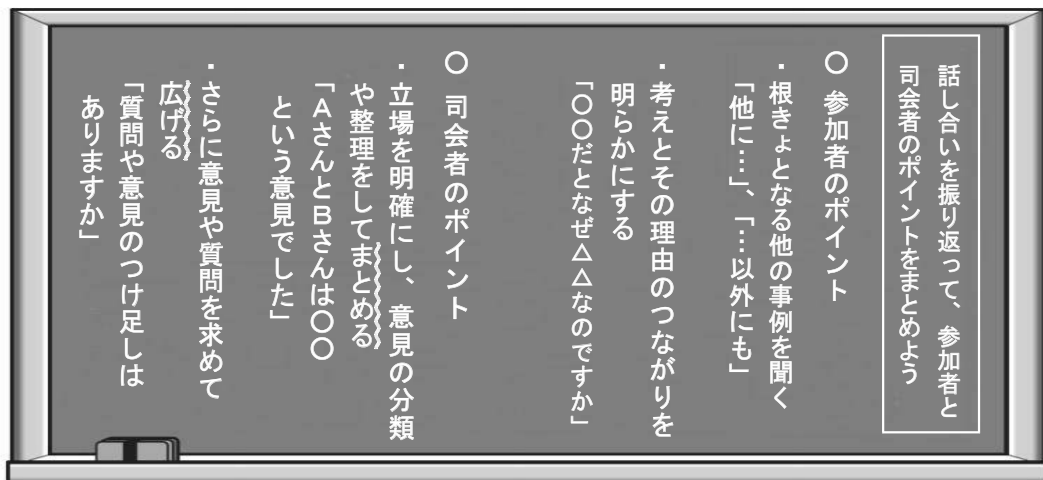 話し合いを振り返って、参加者と
司会者のポイントをまとめよう
○ 参加者のポイント
・根きょとなる他の事例を聞く
「他に…」、「…以外にも」
・考えとその理由のつながりを
明らかにする
「○○だとなぜ△△なのですか」
○ 司会者のポイント
・立場を明確にし、意見の分類
や整理をしてまとめる
「AさんとBさんは○○
という意見でした」
・さらに意見や質問を求めて
広げる
「質問や意見のつけ足しは
ありますか」